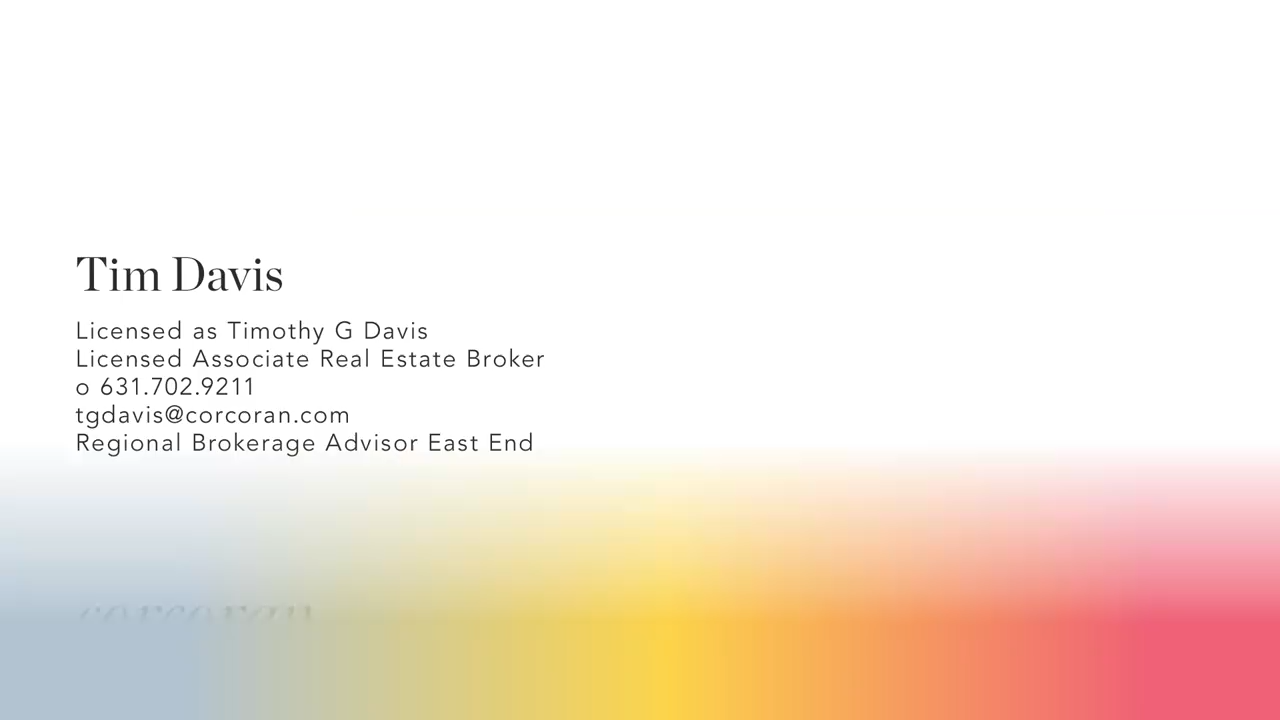 Tim Davis
Licensed as Timothy G Davis
Licensed Associate Real Estate Broker
o 631.702.9211
tgdavis@corcoran.com
Regional Brokerage Advisor East End
corcoran